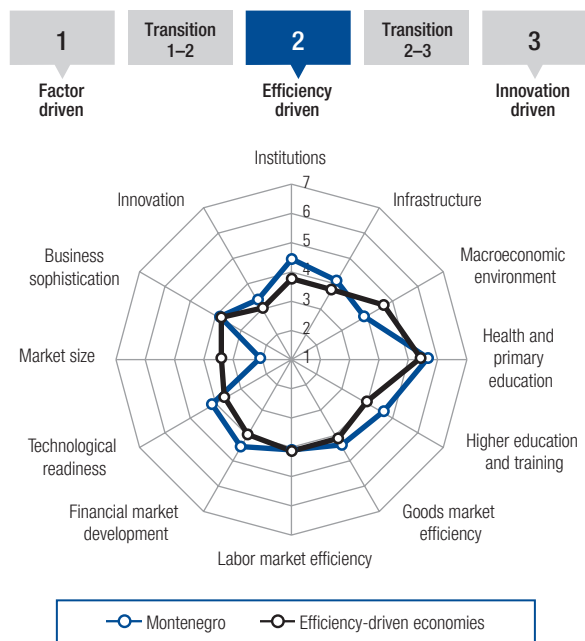 1
Transition
1–2
2
Transition
2–3
3
Factor
driven
Efficiency
driven
Innovation
driven
Institutions
Infrastructure
Macroeconomic
environment
Health and
primary
education
Higher education
and training
Goods market
efficiency
Labor market efficiency
Financial market
development
Technological
readiness
Market size
Business
sophistication
Innovation
7
6
5
4
3
2
1
Montenegro
Efficiency-driven economies